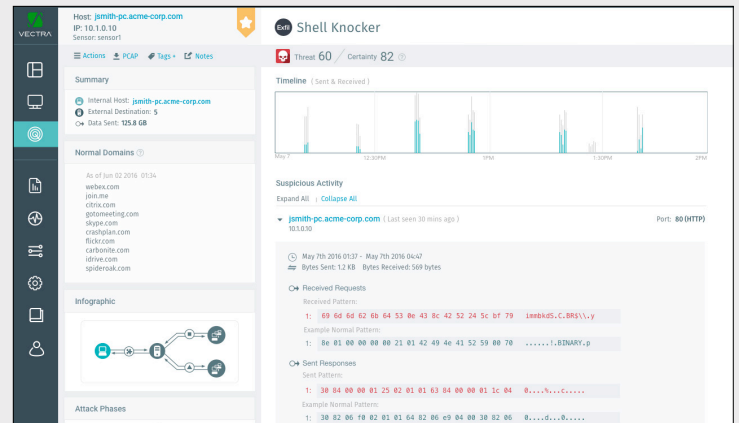 VECTRA
Host: jsmith-pc.acme-corp.com
IP: 10.1.0.10
Sensor: sensor1
Actions PCAP Tags+ Notes
Summary
Internal Host: jsmith-pc.acme-corp.com
External Destination: 5
Data Sent: 125.8 GB
Normal Domains
As of Jun 02 2016 01:34
webex.com
join.me
citrix.com
gotomeeting.com
skype.com
crashplan.com
flickr.com
carbonite.com
idrive.com
spideroak.com
Infographic
Attack Phases
Exfil Shell Knocker
Threat 60 / Certainty 82
Timeline (Sent & Received)
May 7 12:30PM 1PM 1:30PM 2PM
Suspicious Activity
Expand All | Collapse All
jsmith-pc.acme-corp.com (Last seen 30 mins ago) Port: 80 (HTTP)
10.1.0.10
May 7th 2016 01:37 - May 7th 2016 04:47
Bytes Sent: 1.2 KB Bytes Received: 569 bytes
Received Requests
Received Pattern:
1: 69 6d 6d 62 6b 64 53 0e 43 8c 42 52 24 5c bf 79 immbkdS.C.BR$\\.y
Example Normal Pattern:
1: 8e 01 00 00 00 00 21 01 42 49 4e 41 52 59 00 70 ......!.BINARY.p
Sent Responses
Sent Pattern:
1: 30 84 00 00 01 25 02 01 01 63 84 00 00 01 1c 04 0....%...c.....
Example Normal Pattern:
1: 30 82 06 f0 02 01 01 64 82 06 e9 04 00 30 82 06 0....d...0.....